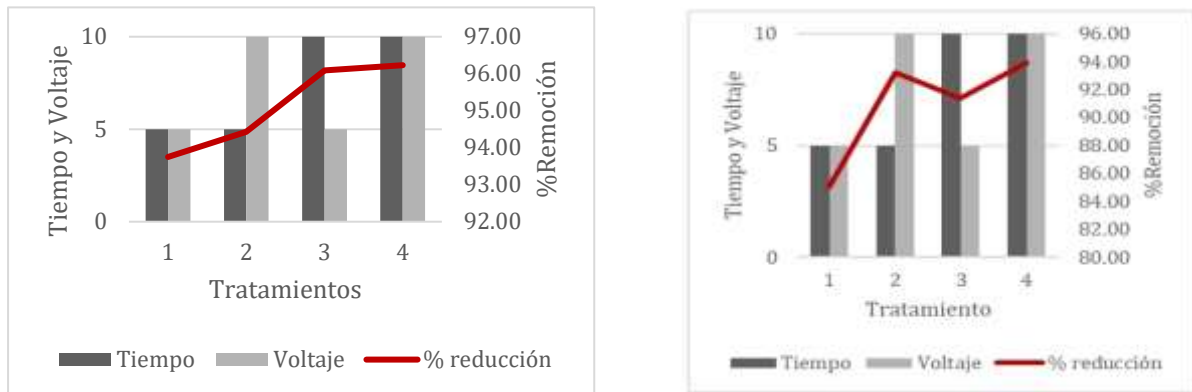 Tiempo y Voltaje
10
5
0
97.00
96.00
95.00
94.00
93.00
92.00
%Remoción
1 2 3 4
Tratamientos
Tiempo Voltaje % reducción
Tiempo y Voltaje
10
5
0
96.00
94.00
92.00
90.00
88.00
86.00
84.00
82.00
80.00
%Remoción
1 2 3 4
Tratamiento
Tiempo Voltaje % reducción